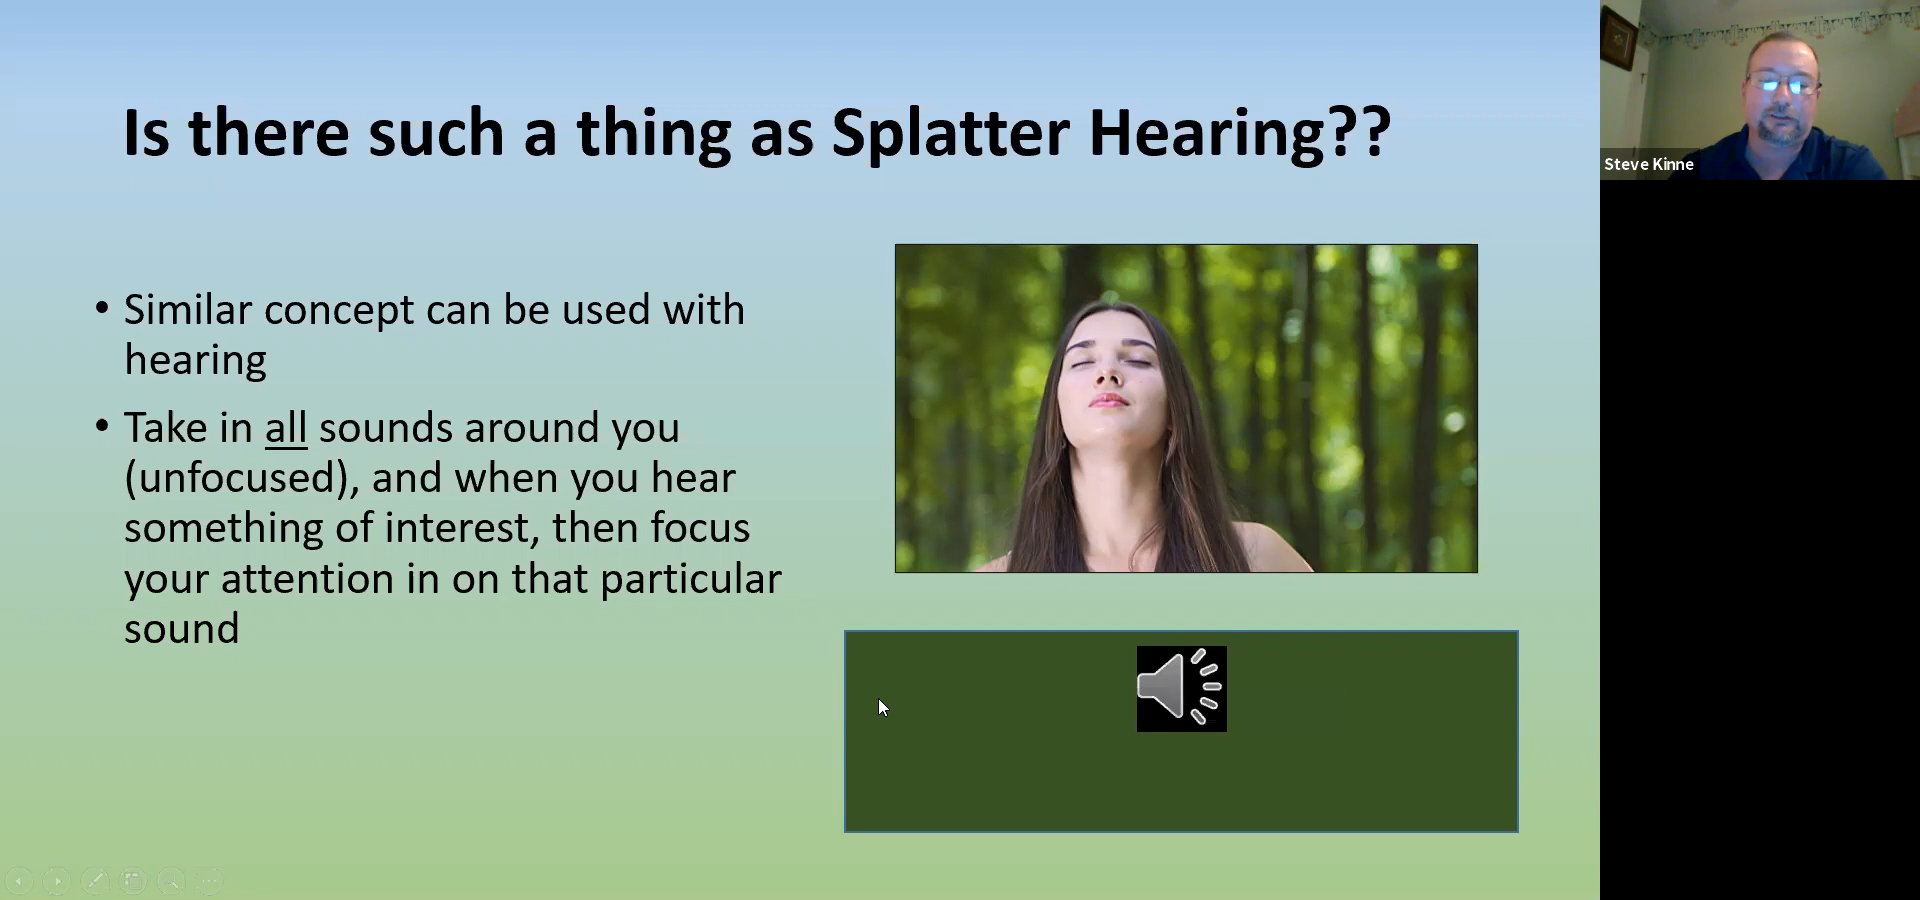 Is there such a thing as Splatter Hearing??
• Similar concept can be used with
hearing
• Take in all sounds around you
(unfocused), and when you hear
something of interest, then focus
your attention in on that particular
sound
Steve Kinne